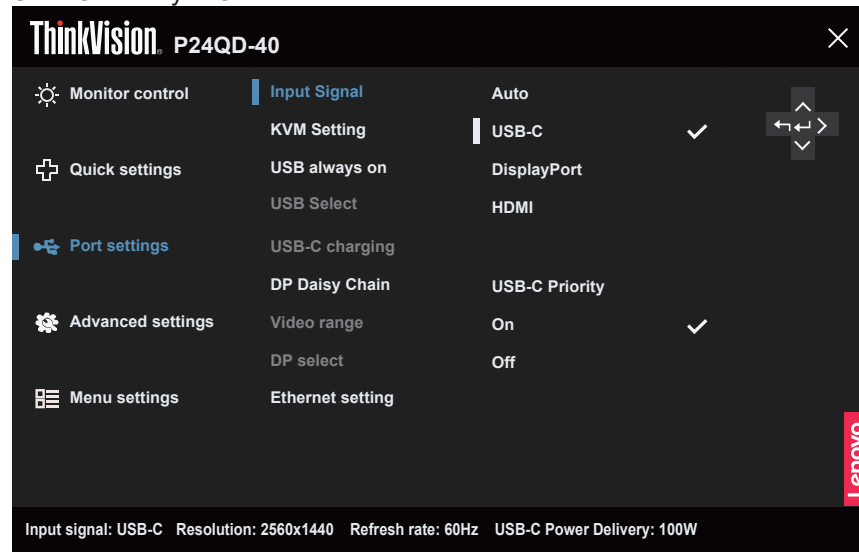 ThinkVision® P24QD-40
Monitor control
Input Signal
Auto
KVM Setting
USB-C
Quick settings
USB always on
DisplayPort
USB Select
HDMI
Port settings
USB-C charging
DP Daisy Chain
USB-C Priority
Advanced settings
Video range
On
DP select
Off
Menu settings
Ethernet setting
Lenovo
Input signal: USB-C Resolution: 2560x1440 Refresh rate: 60Hz USB-C Power Delivery: 100W